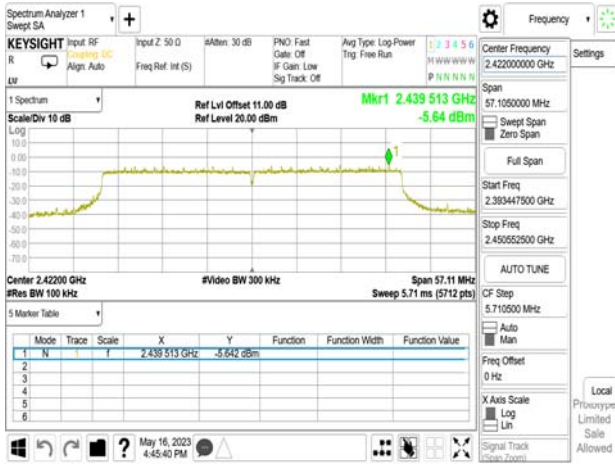 Spectrum Analyzer 1
Swept SA
KEYSIGHT
Input: RF
Coupling: DC
Align: Auto
Input Z: 50 Ω
Freq Ref: Int (S)
#Atten: 30 dB
PNO: Fast
Gate: Off
IF Gain: Low
Sig Track: Off
Avg Type: Log-Power
Trig: Free Run
1 2 3 4 5 6
M W W W W W
P N N N N N
R
LXI
1 Spectrum
Scale/Div 10 dB
Ref Lvl Offset 11.00 dB
Ref Level 20.00 dBm
Mkr1 2.439 513 GHz
-5.64 dBm
Log
10.0
0.00
-10.0
-20.0
-30.0
-40.0
-50.0
-60.0
-70.0
1
Center 2.42200 GHz
#Res BW 100 kHz
#Video BW 300 kHz
Span 57.11 MHz
Sweep 5.71 ms (5712 pts)
5 Marker Table
Mode Trace Scale X Y Function Function Width Function Value
1 N 1 f 2.439 513 GHz -5.642 dBm
2
3
4
5
6
?
May 16, 2023
4:45:40 PM
Frequency
Settings
Center Frequency
2.422000000 GHz
Span
57.1050000 MHz
Swept Span
Zero Span
Full Span
Start Freq
2.393447500 GHz
Stop Freq
2.450552500 GHz
AUTO TUNE
CF Step
5.710500 MHz
Auto
Man
Freq Offset
0 Hz
X Axis Scale
Log
Lin
Signal Track
(Span Zoom)
Local
Prototype
Limited
Sale
Allowed